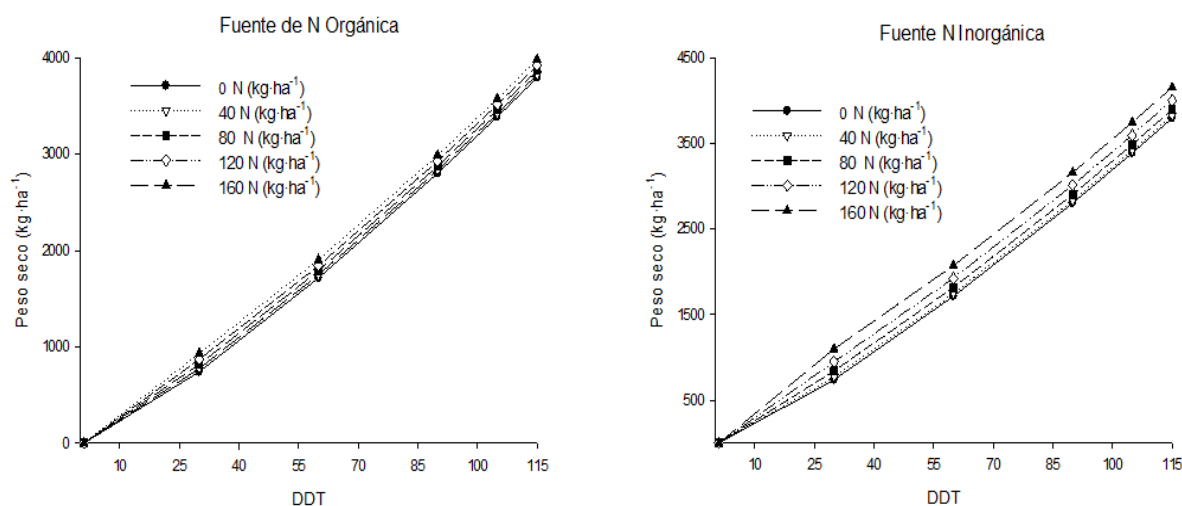 Fuente de N Orgánica
4000
3000
2000
1000
0
Peso seco (kg·ha⁻¹)
0 N (kg·ha⁻¹)
40 N (kg·ha⁻¹)
80 N (kg·ha⁻¹)
120 N (kg·ha⁻¹)
160 N (kg·ha⁻¹)
10 25 40 55 70 85 100 115
DDT
Fuente N Inorgánica
4500
3500
2500
1500
500
Peso seco (kg·ha⁻¹)
0 N (kg·ha⁻¹)
40 N (kg·ha⁻¹)
80 N (kg·ha⁻¹)
120 N (kg·ha⁻¹)
160 N (kg·ha⁻¹)
10 25 40 55 70 85 100 115
DDT